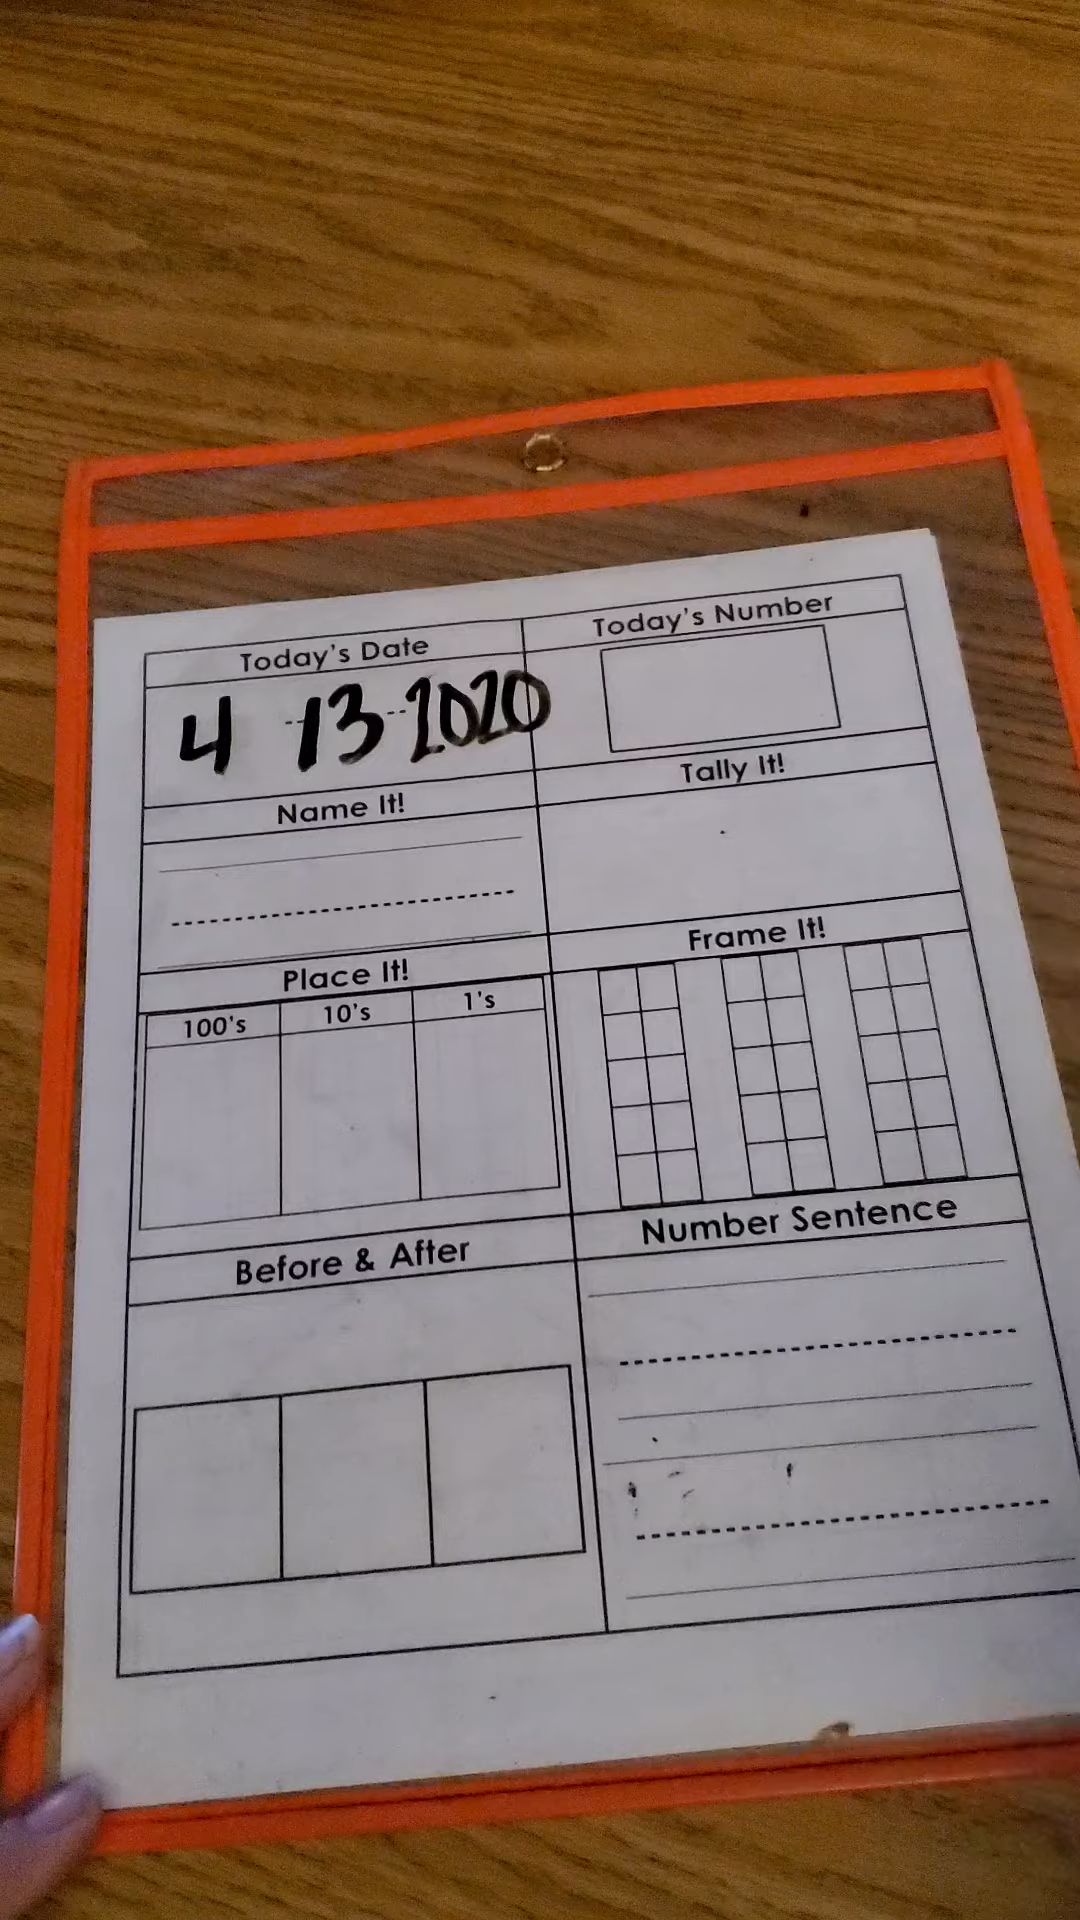 Today's Date
Today's Number
4 - 13 - 2020
Name It!
Tally It!
Place It!
Frame It!
100's 10's 1's
Before & After
Number Sentence